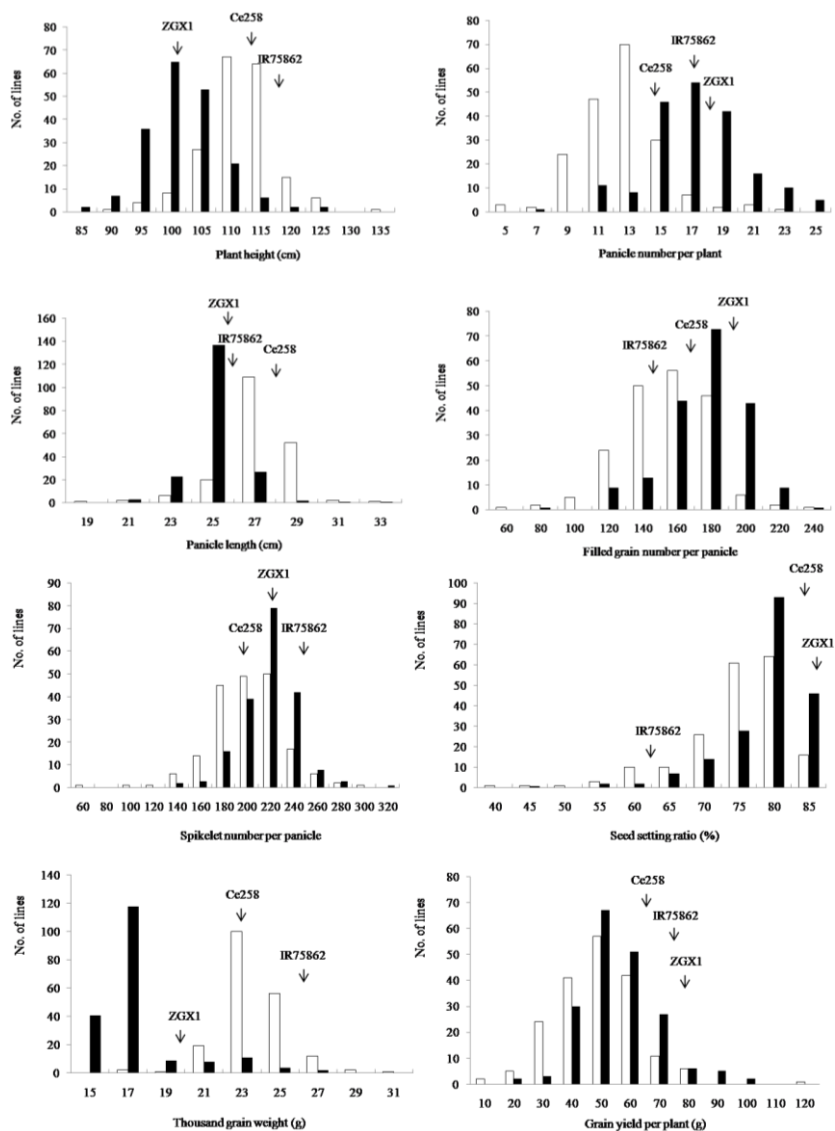 ZGX1
Ce258
IR75862
No. of lines
80
70
60
50
40
30
20
10
0
85 90 95 100 105 110 115 120 125 130 135
Plant height (cm)
IR75862
Ce258
ZGX1
No. of lines
80
70
60
50
40
30
20
10
0
5 7 9 11 13 15 17 19 21 23 25
Panicle number per plant
ZGX1
IR75862
Ce258
No. of lines
160
140
120
100
80
60
40
20
0
19 21 23 25 27 29 31 33
Panicle length (cm)
ZGX1
Ce258
IR75862
No. of lines
80
70
60
50
40
30
20
10
0
60 80 100 120 140 160 180 200 220 240
Filled grain number per panicle
ZGX1
Ce258
IR75862
No. of lines
90
80
70
60
50
40
30
20
10
0
60 80 100 120 140 160 180 200 220 240 260 280 300 320
Spikelet number per panicle
Ce258
ZGX1
IR75862
No. of lines
100
90
80
70
60
50
40
30
20
10
0
40 45 50 55 60 65 70 75 80 85
Seed setting ratio (%)
Ce258
IR75862
ZGX1
No. of lines
140
120
100
80
60
40
20
0
15 17 19 21 23 25 27 29 31
Thousand grain weight (g)
Ce258
IR75862
ZGX1
No. of lines
80
70
60
50
40
30
20
10
0
10 20 30 40 50 60 70 80 90 100 110 120
Grain yield per plant (g)